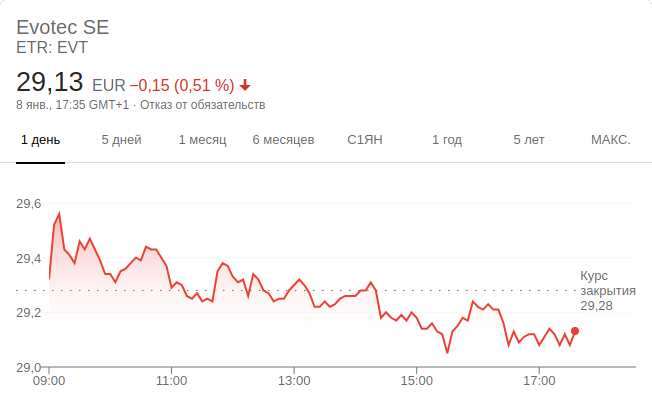 Evotec SE
ETR: EVT
29,13 EUR −0,15 (0,51 %)
8 янв., 17:35 GMT+1 · Отказ от обязательств
1 день 5 дней 1 месяц 6 месяцев С1ЯН 1 год 5 лет МАКС.
29,6
29,4
Курс
закрытия
29,28
29,2
29,0
09:00 11:00 13:00 15:00 17:00